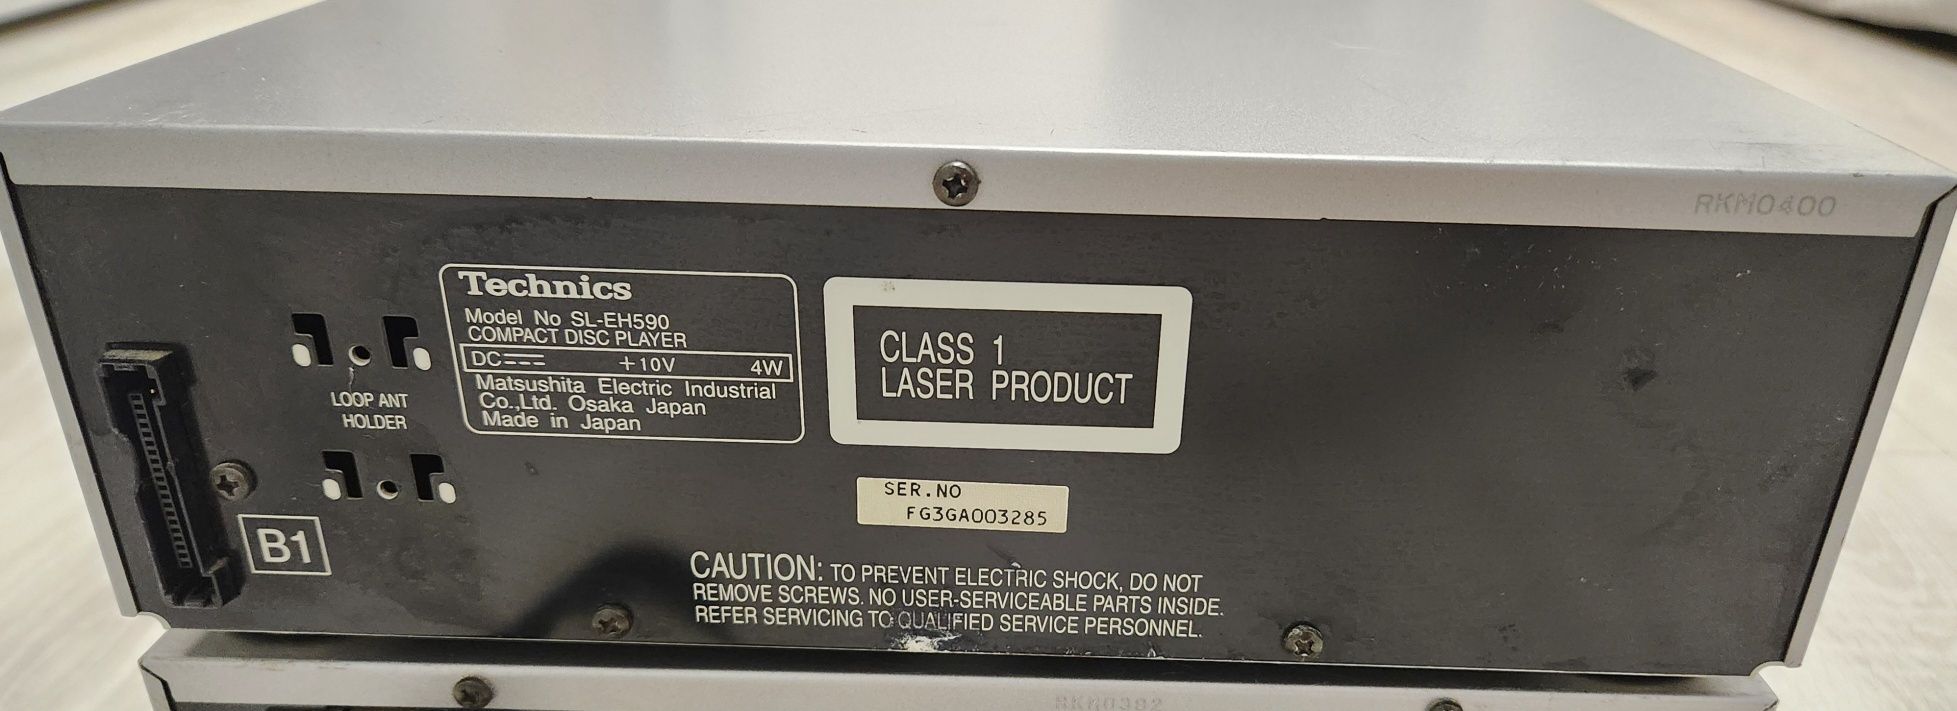 RKM0400
Technics
Model No SL-EH590
COMPACT DISC PLAYER
DC +10V 4W
Matsushita Electric Industrial
Co.,Ltd. Osaka Japan
Made in Japan
CLASS 1
LASER PRODUCT
LOOP ANT
HOLDER
SER.NO
FG3GA003285
B1
CAUTION: TO PREVENT ELECTRIC SHOCK, DO NOT
REMOVE SCREWS. NO USER-SERVICEABLE PARTS INSIDE.
REFER SERVICING TO QUALIFIED SERVICE PERSONNEL.
RKM0382